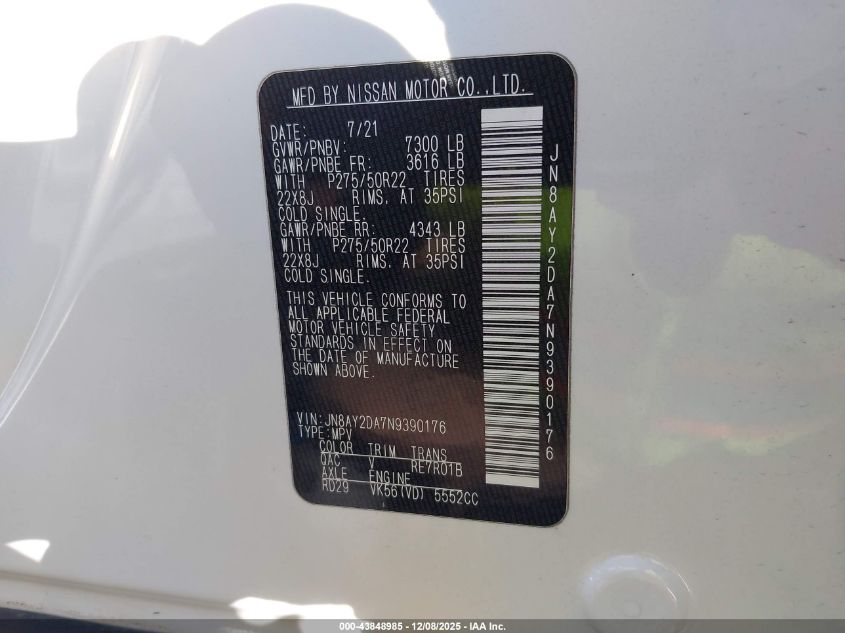 MFD BY NISSAN MOTOR CO.,LTD.
DATE: 7/21
GVWR/PNBV: 7300 LB
GAWR/PNBE FR: 3616 LB
WITH P275/50R22 TIRES
22X8J RIMS. AT 35PSI
COLD SINGLE.
GAWR/PNBE RR: 4343 LB
WITH P275/50R22 TIRES
22X8J RIMS. AT 35PSI
COLD SINGLE.
THIS VEHICLE CONFORMS TO
ALL APPLICABLE FEDERAL
MOTOR VEHICLE SAFETY
STANDARDS IN EFFECT ON
THE DATE OF MANUFACTURE
SHOWN ABOVE.
VIN:JN8AY2DA7N9390176
TYPE:MPV
COLOR TRIM TRANS
QAC V RE7R01B
AXLE ENGINE
RD29 VK56(VD) 5552CC
JN8AY2DA7N9390176
000-43848985 - 12/08/2025 - IAA Inc.